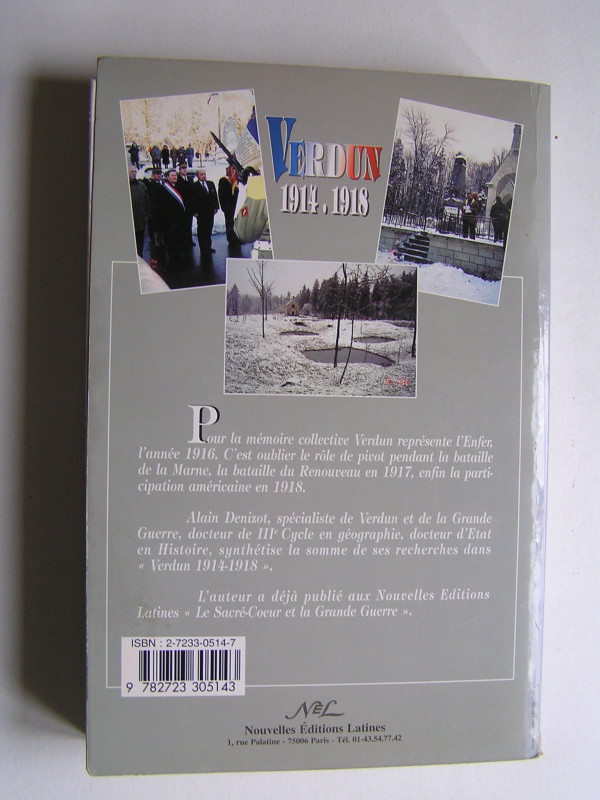 VERDUN
1914.1918
Pour la mémoire collective Verdun représente l'Enfer,
l'année 1916. C'est oublier le rôle de pivot pendant la bataille
de la Marne, la bataille du Renouveau en 1917, enfin la parti-
cipation américaine en 1918.
Alain Denizot, spécialiste de Verdun et de la Grande
Guerre, docteur de IIIe Cycle en géographie, docteur d'Etat
en Histoire, synthétise la somme de ses recherches dans
« Verdun 1914-1918 ».
L'auteur a déjà publié aux Nouvelles Editions
Latines « Le Sacré-Coeur et la Grande Guerre ».
ISBN : 2-7233-0514-7
9 782723 305143
NEL
Nouvelles Éditions Latines
1, rue Palatine - 75006 Paris - Tél. 01-43.54.77.42